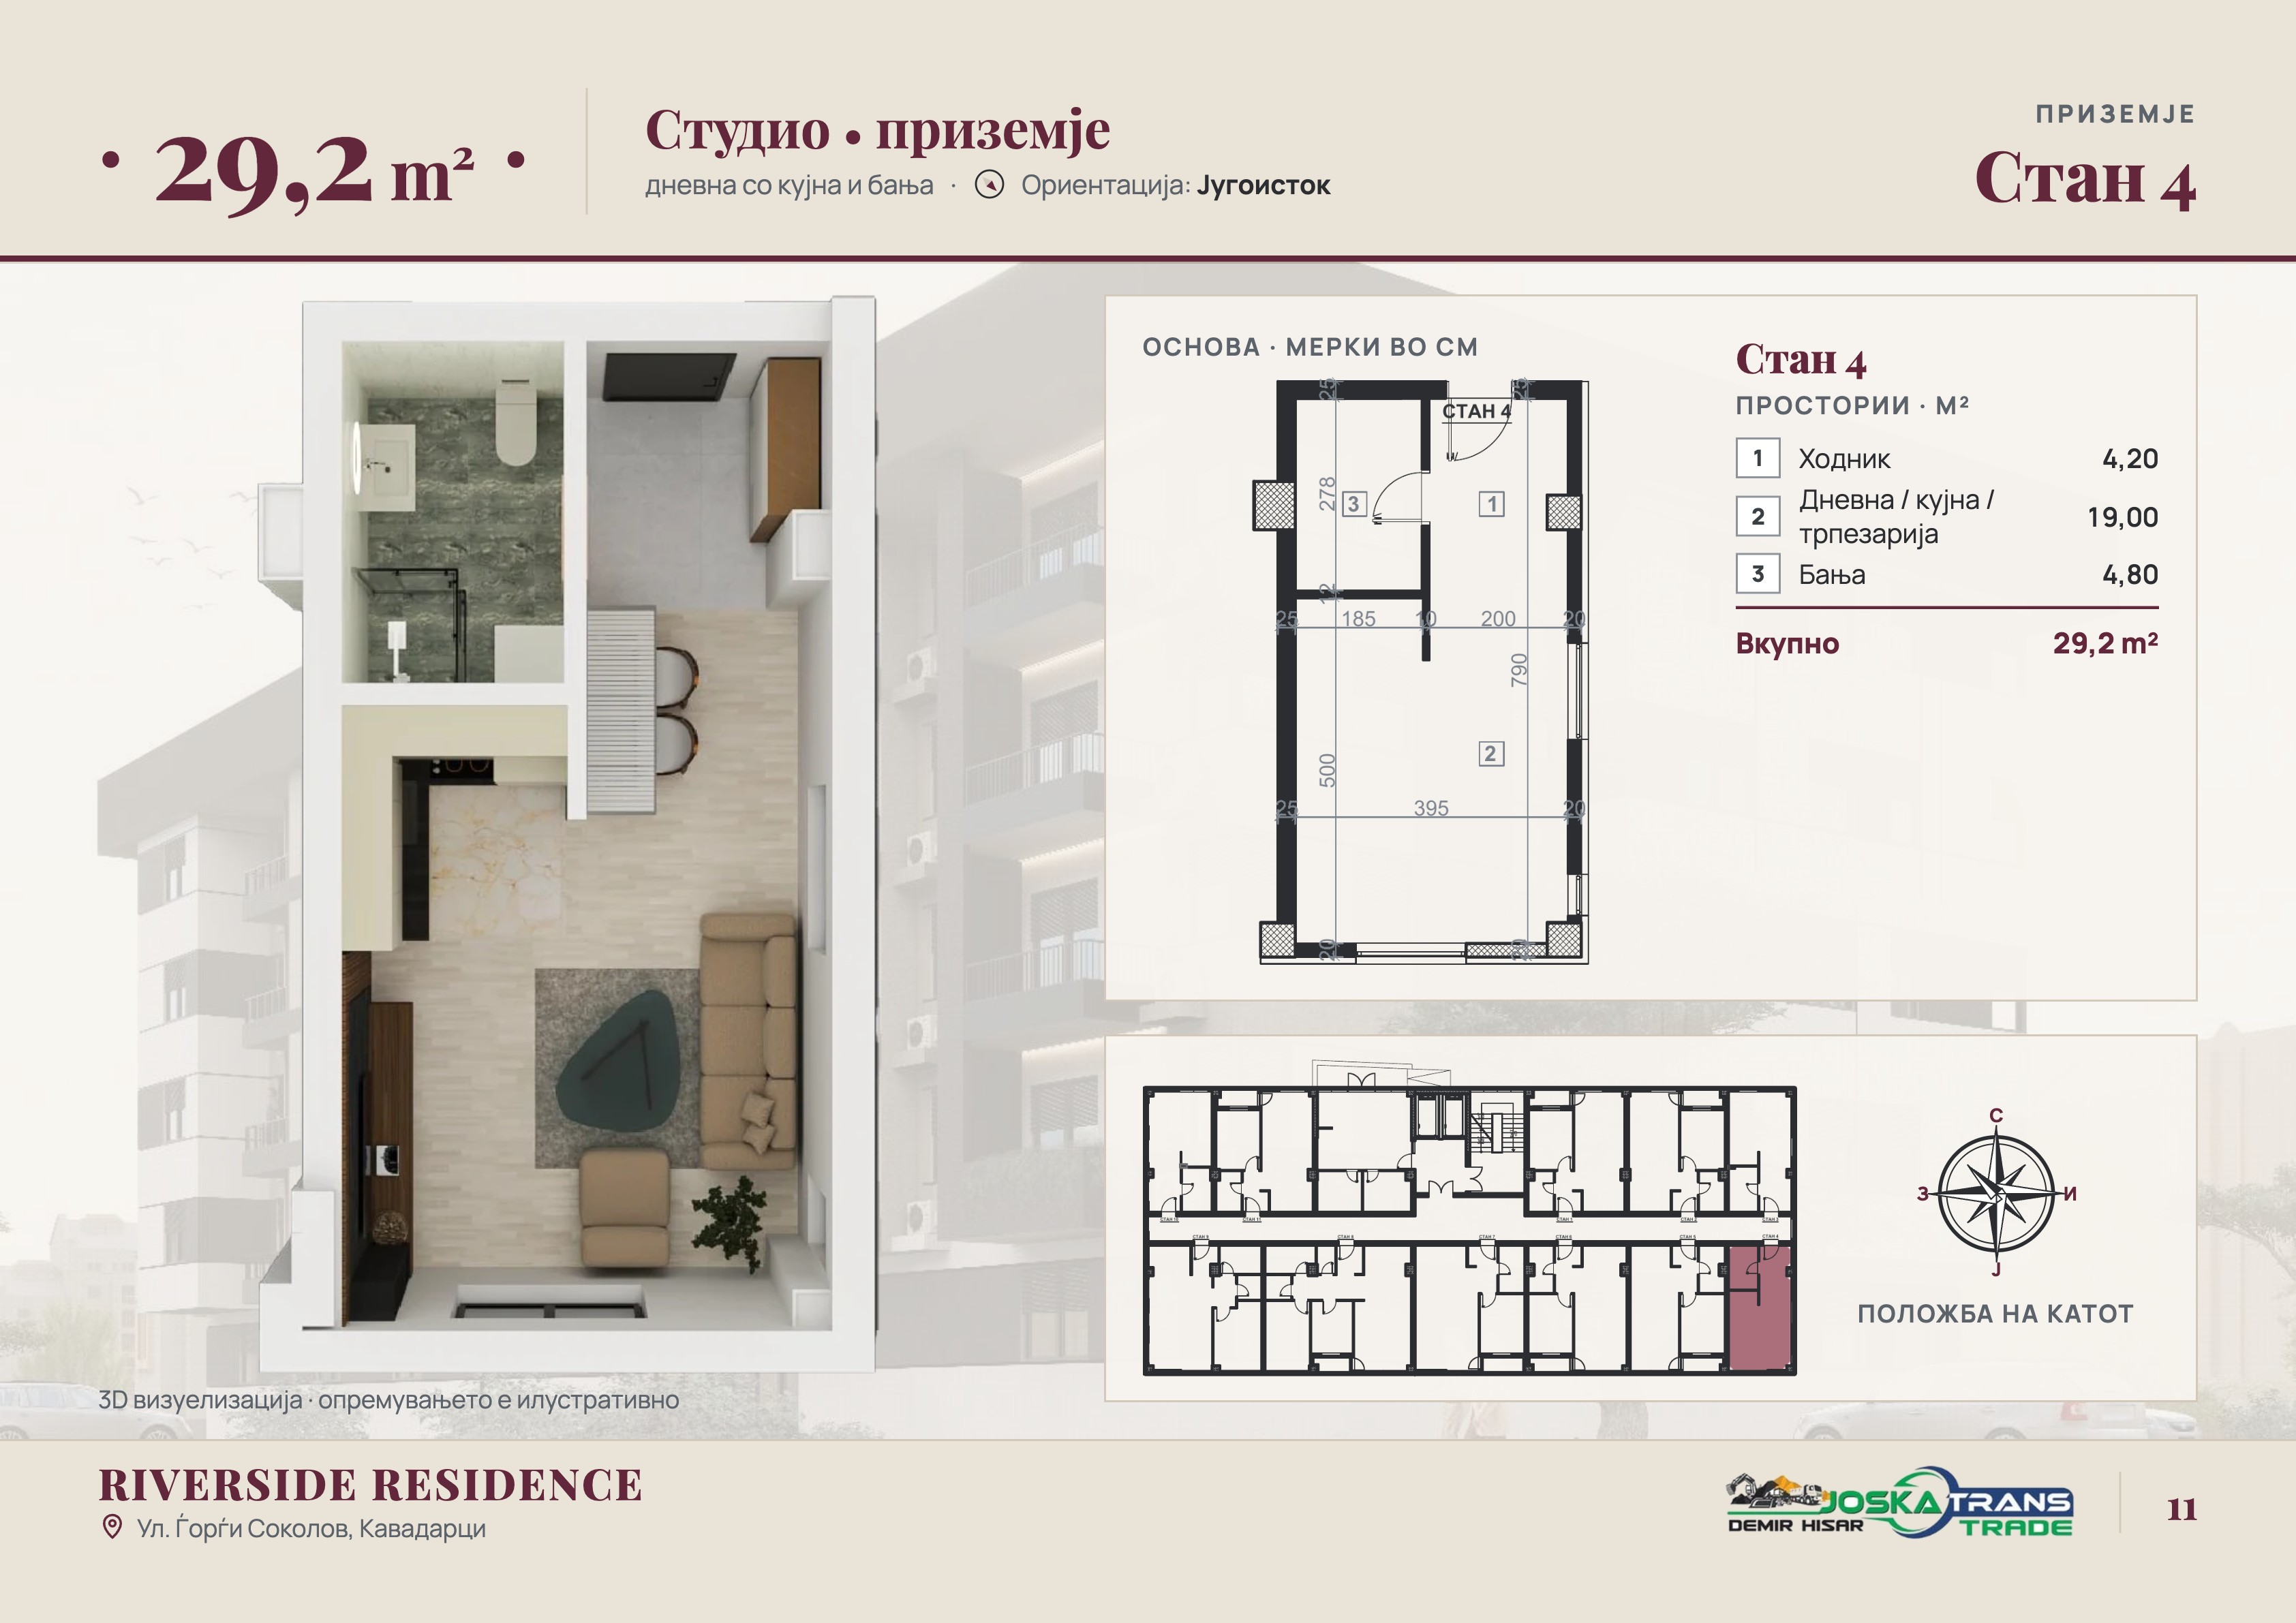 · 29,2 m² ·
Студио • приземје
дневна со кујна и бања · Ориентација: Југоисток
ПРИЗЕМЈЕ
Стан 4
ОСНОВА · МЕРКИ ВО СМ
25
25
СТАН 4
278
3
1
12
25 185 10 200 20
790
2
500
25 395 20
20
20
Стан 4
ПРОСТОРИИ · М²
1 Ходник 4,20
2 Дневна / кујна /
трпезарија 19,00
3 Бања 4,80
Вкупно 29,2 m²
С
З И
Ј
ПОЛОЖБА НА КАТОТ
3D визуелизација · опремувањето е илустративно
RIVERSIDE RESIDENCE
Ул. Ѓорѓи Соколов, Кавадарци
JOSKA TRANS
DEMIR HISAR TRADE
11